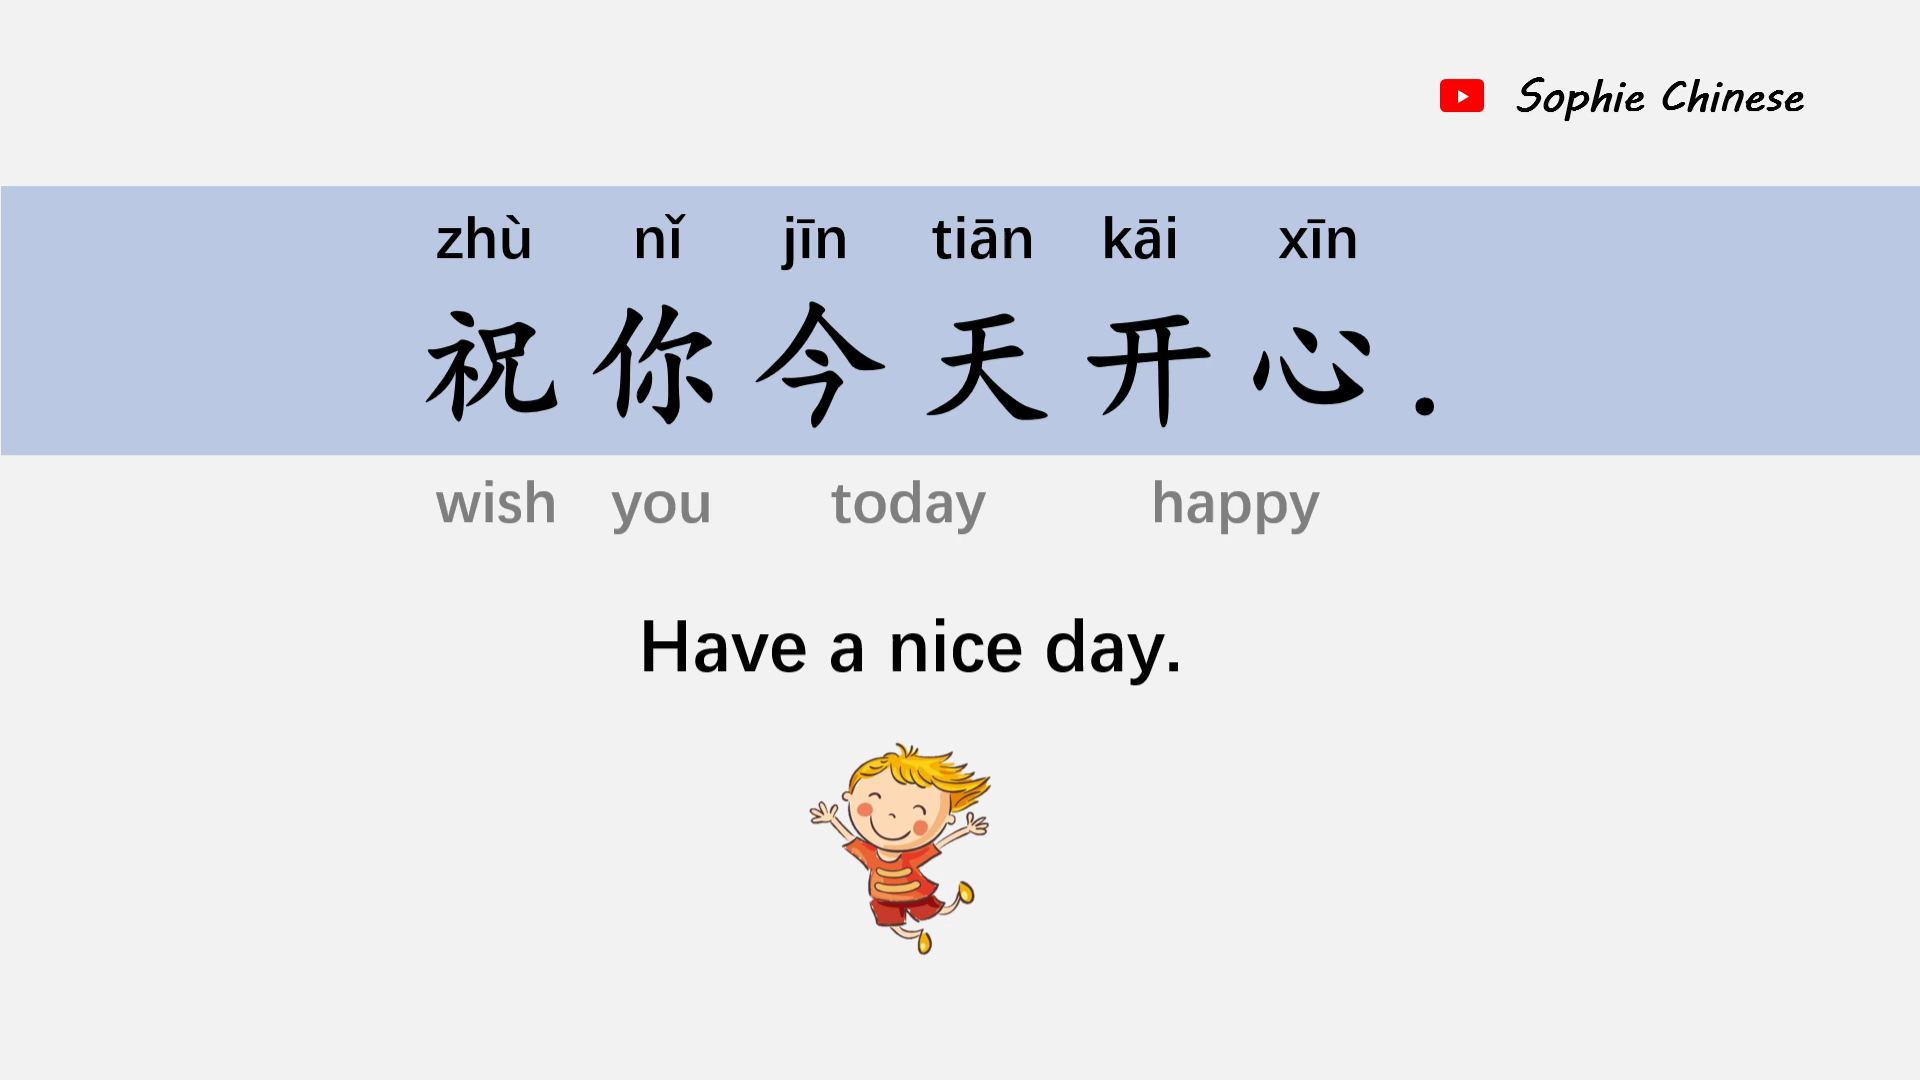 Sophie Chinese
zhù nǐ jīn tiān kāi xīn
祝你今天开心.
wish you today happy
Have a nice day.